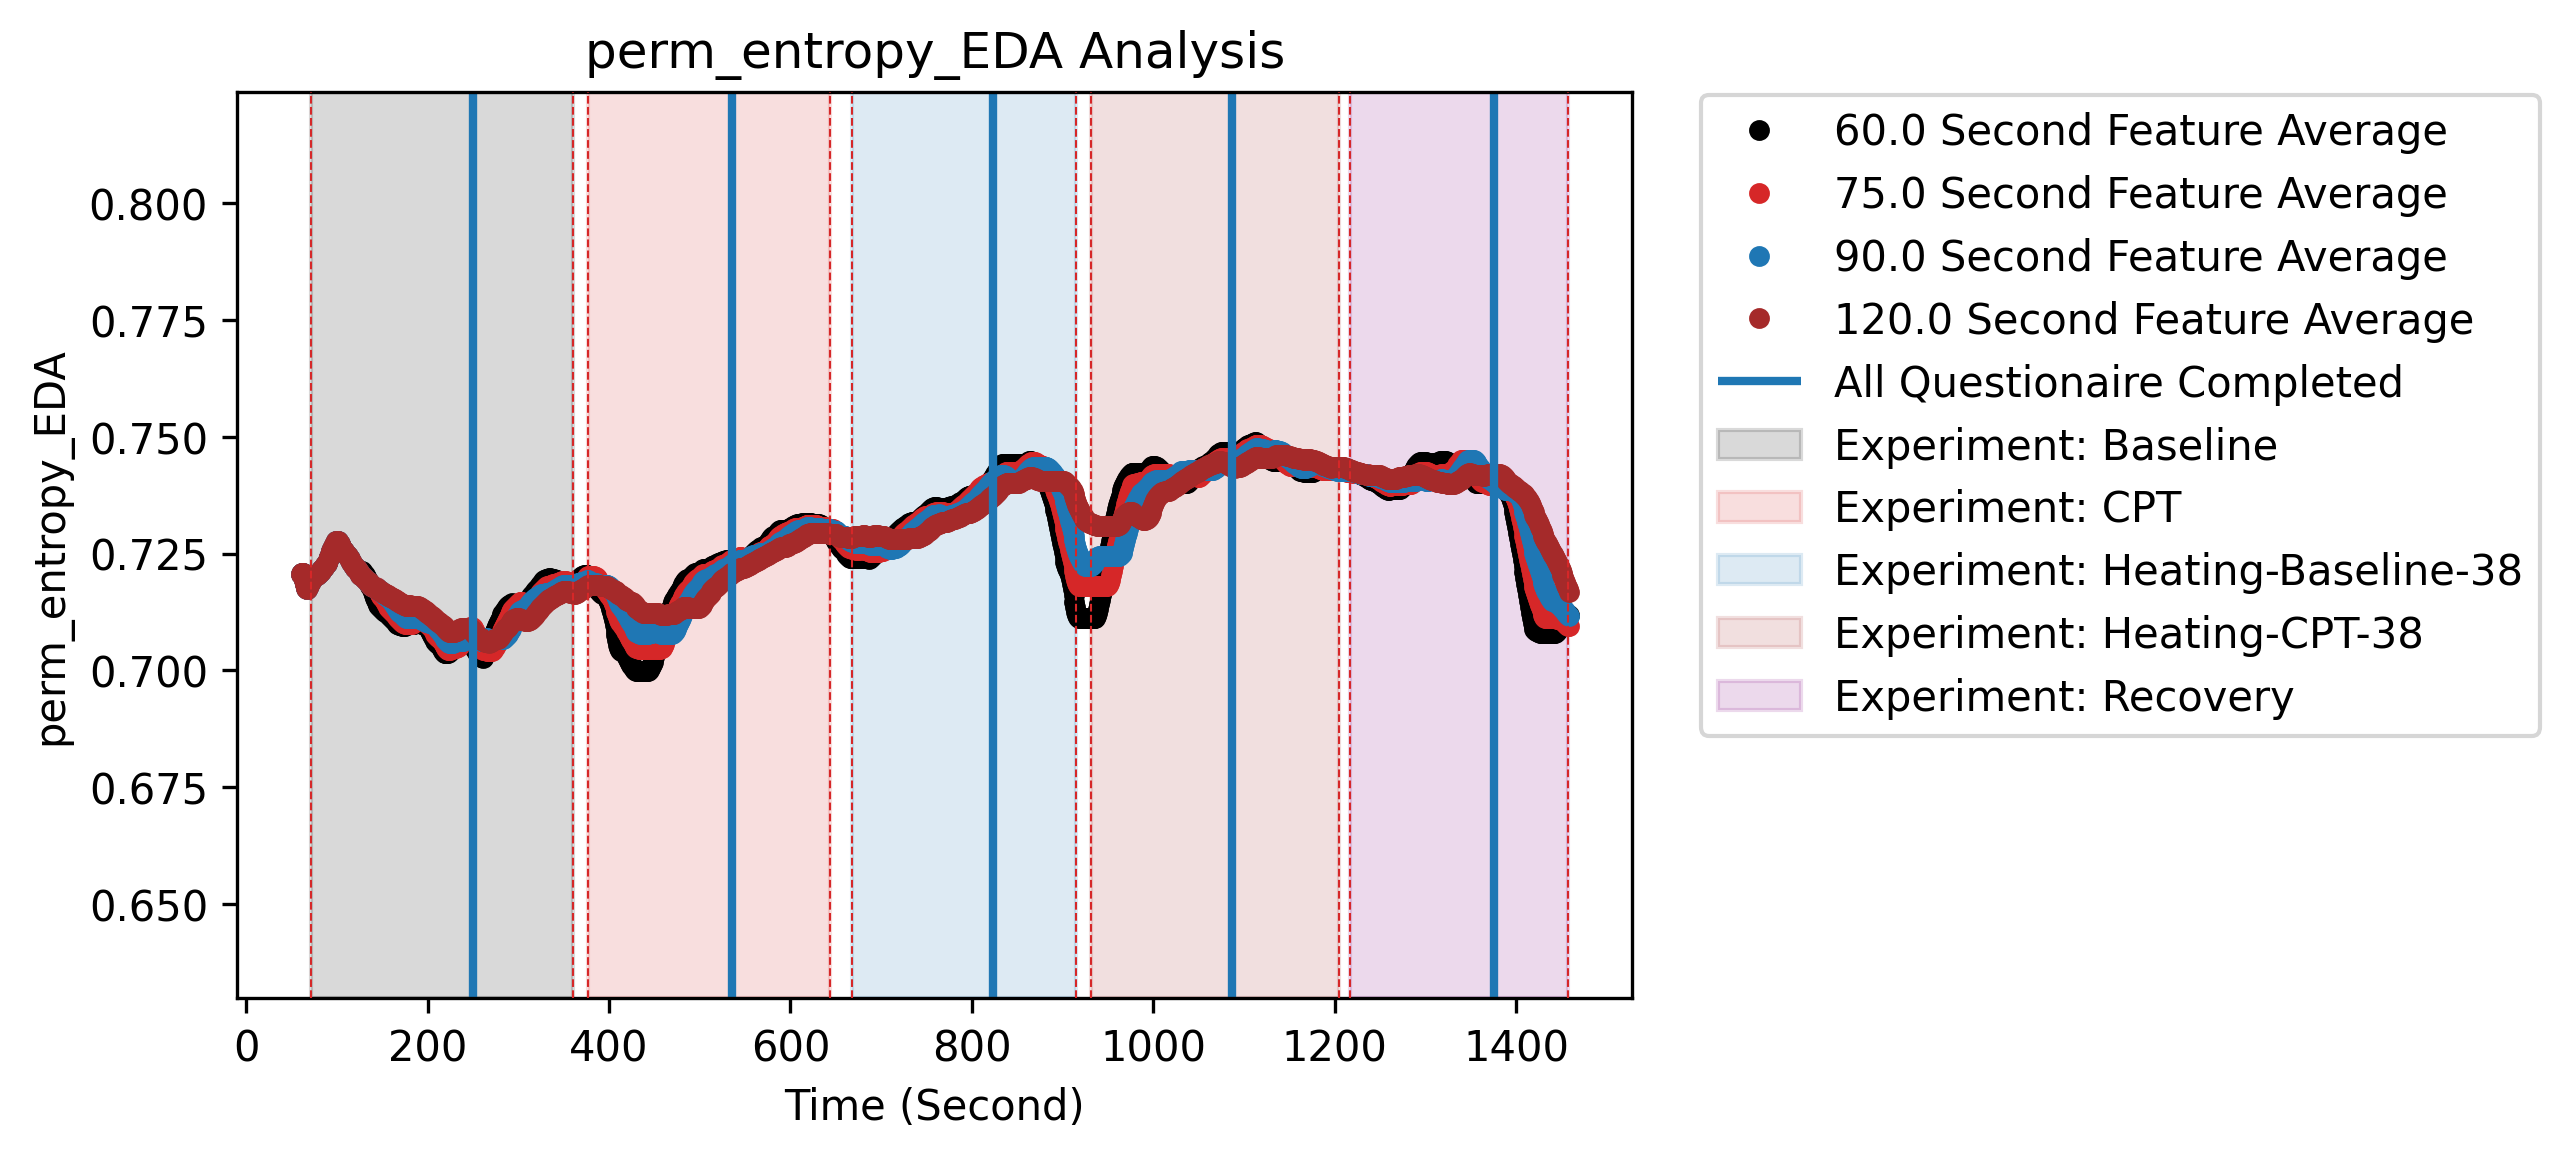 perm_entropy_EDA Analysis
perm_entropy_EDA
0.800
0.775
0.750
0.725
0.700
0.675
0.650
0 200 400 600 800 1000 1200 1400
Time (Second)
60.0 Second Feature Average
75.0 Second Feature Average
90.0 Second Feature Average
120.0 Second Feature Average
All Questionaire Completed
Experiment: Baseline
Experiment: CPT
Experiment: Heating-Baseline-38
Experiment: Heating-CPT-38
Experiment: Recovery